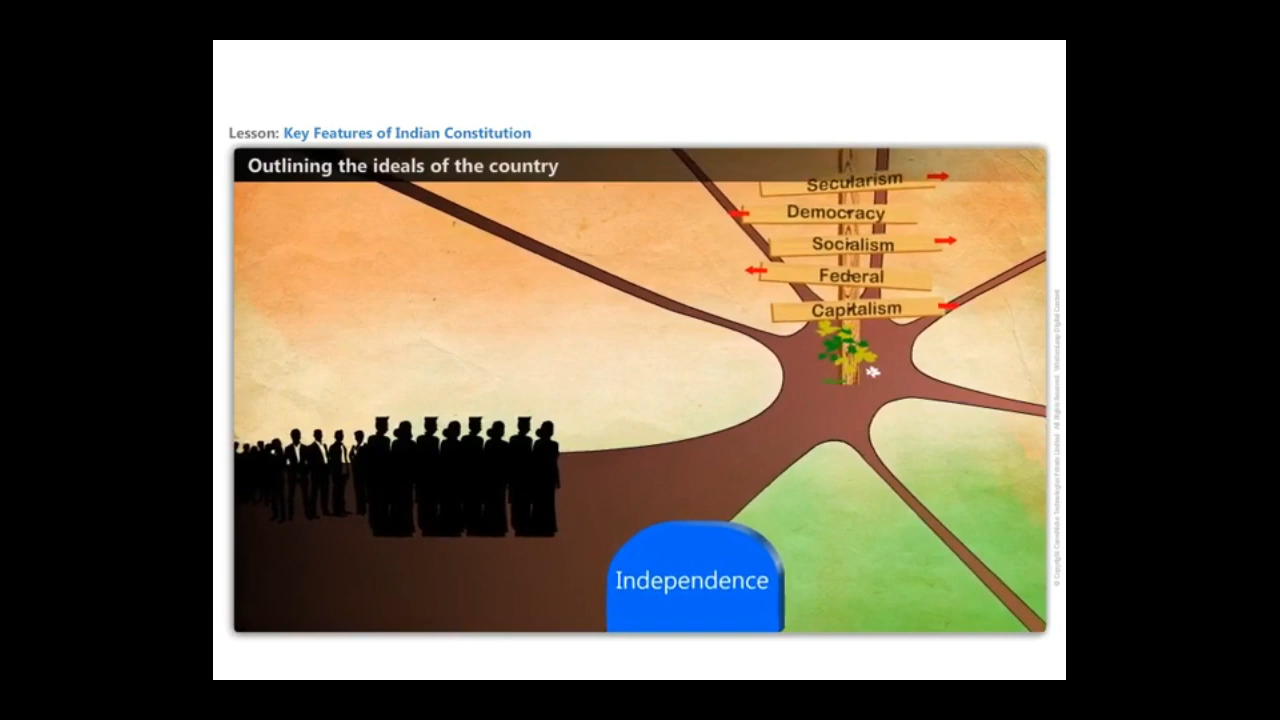 Lesson: Key Features of Indian Constitution
Outlining the ideals of the country
Secularism
Democracy
Socialism
Federal
Capitalism
Independence